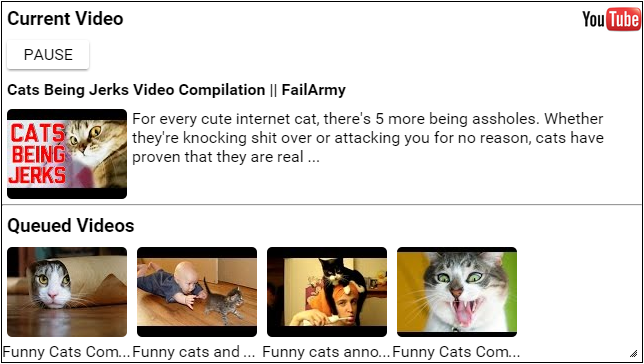 Current Video
YouTube
PAUSE
Cats Being Jerks Video Compilation || FailArmy
CATS
BEING
JERKS
For every cute internet cat, there's 5 more being assholes. Whether
they're knocking shit over or attacking you for no reason, cats have
proven that they are real ...
Queued Videos
Funny Cats Com...
Funny cats and ...
Funny cats anno...
Funny Cats Com...